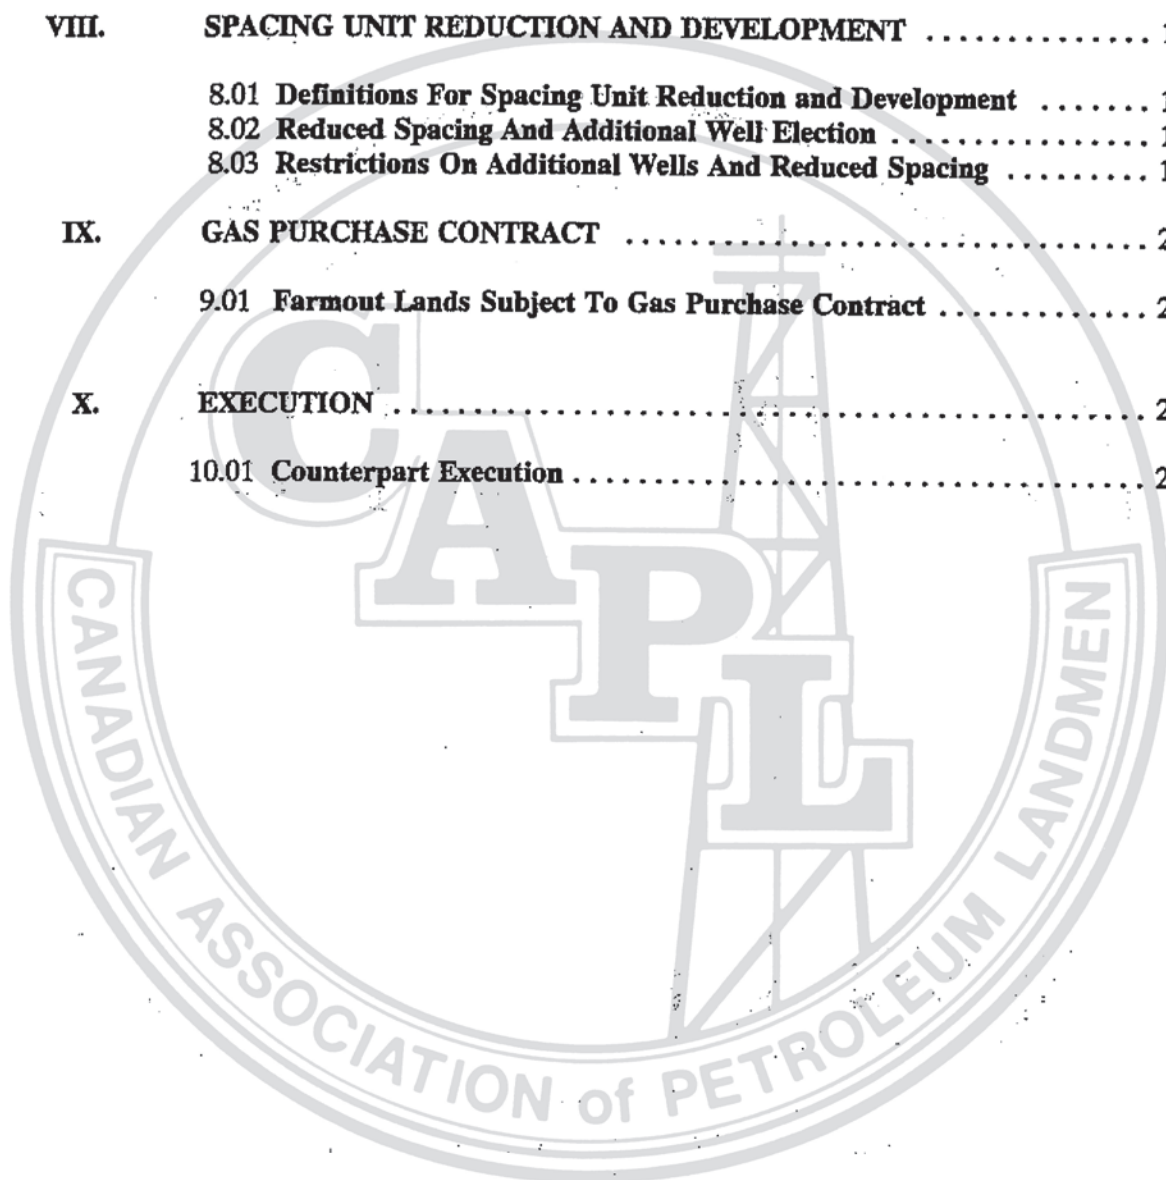 VIII. SPACING UNIT REDUCTION AND DEVELOPMENT ..............
8.01 Definitions For Spacing Unit Reduction and Development .......
8.02 Reduced Spacing And Additional Well Election ................
8.03 Restrictions On Additional Wells And Reduced Spacing .........
IX. GAS PURCHASE CONTRACT .................................
9.01 Farmout Lands Subject To Gas Purchase Contract .............
X. EXECUTION ................................................
10.01 Counterpart Execution ....................................
CAPL
CANADIAN ASSOCIATION of PETROLEUM LANDMEN